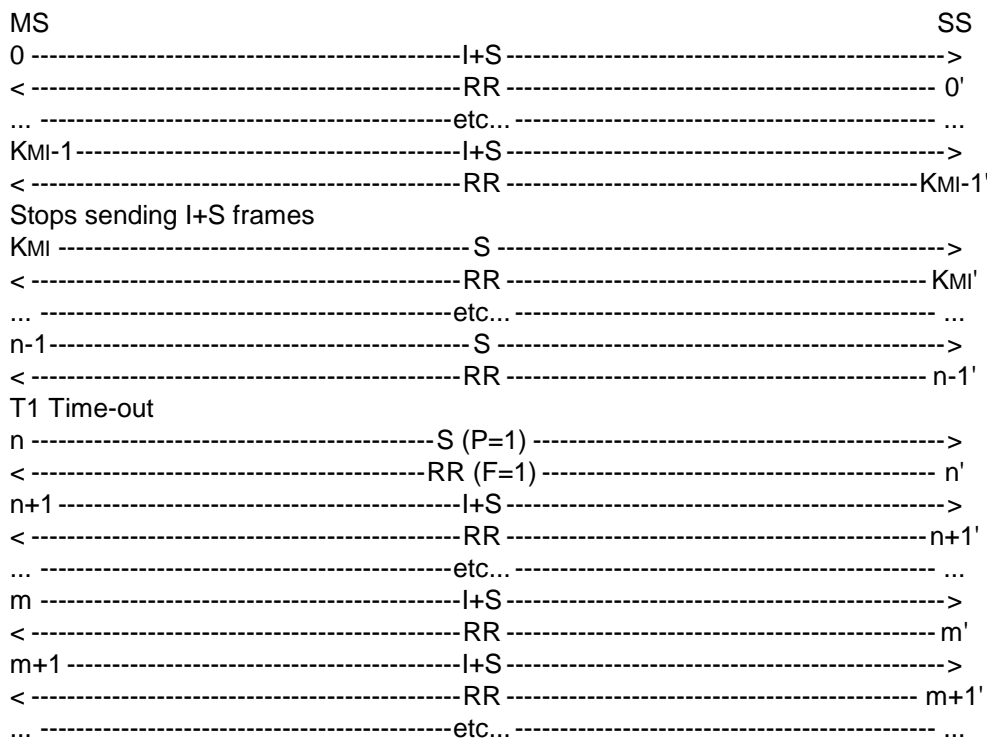 MS SS
0 -----------------------------------------------I+S------------------------------------------------>
< -----------------------------------------------RR ----------------------------------------------- 0'
... ----------------------------------------------etc... ---------------------------------------------- ...
KMI-1------------------------------------------I+S------------------------------------------------>
< -----------------------------------------------RR ---------------------------------------------KMI-1'
Stops sending I+S frames
KMI --------------------------------------------- S ------------------------------------------------->
< -----------------------------------------------RR ---------------------------------------------- KMI'
... ----------------------------------------------etc... ---------------------------------------------- ...
n-1---------------------------------------------- S ------------------------------------------------->
< -----------------------------------------------RR ---------------------------------------------- n-1'
T1 Time-out
n --------------------------------------------S (P=1) --------------------------------------------->
< -------------------------------------------RR (F=1) ------------------------------------------- n'
n+1 --------------------------------------------I+S------------------------------------------------>
< -----------------------------------------------RR ----------------------------------------------n+1'
... ----------------------------------------------etc... ---------------------------------------------- ...
m ----------------------------------------------I+S------------------------------------------------>
< -----------------------------------------------RR ----------------------------------------------- m'
m+1 -------------------------------------------I+S------------------------------------------------>
< -----------------------------------------------RR --------------------------------------------- m+1'
... ----------------------------------------------etc... ---------------------------------------------- ...